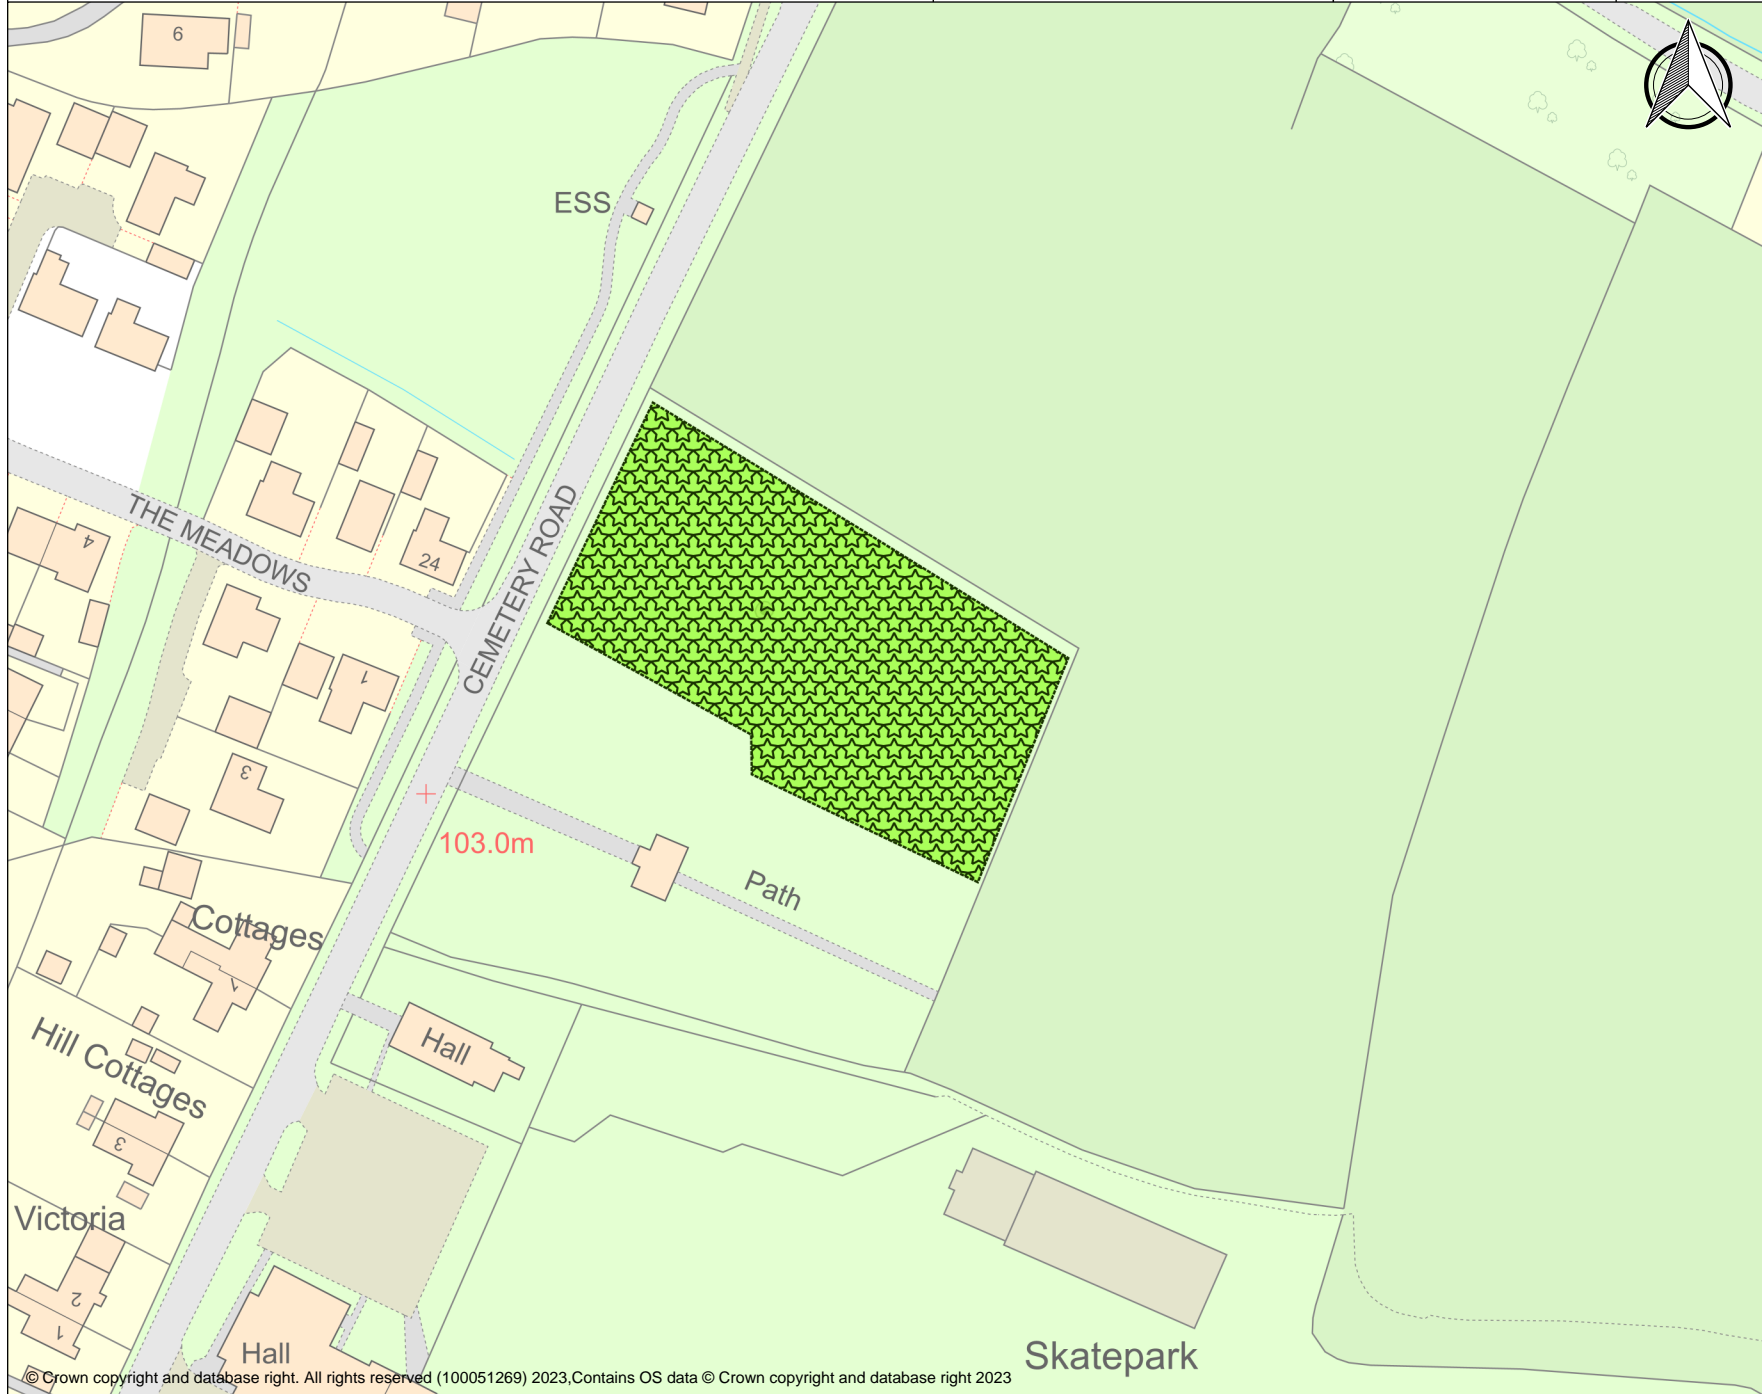 6
ESS
THE MEADOWS
4
24
CEMETERY ROAD
1
3
103.0m
Path
Cottages
1
Hall
Hill Cottages
3
Victoria
2
1
Hall
Skatepark
© Crown copyright and database right. All rights reserved (100051269) 2023,Contains OS data © Crown copyright and database right 2023